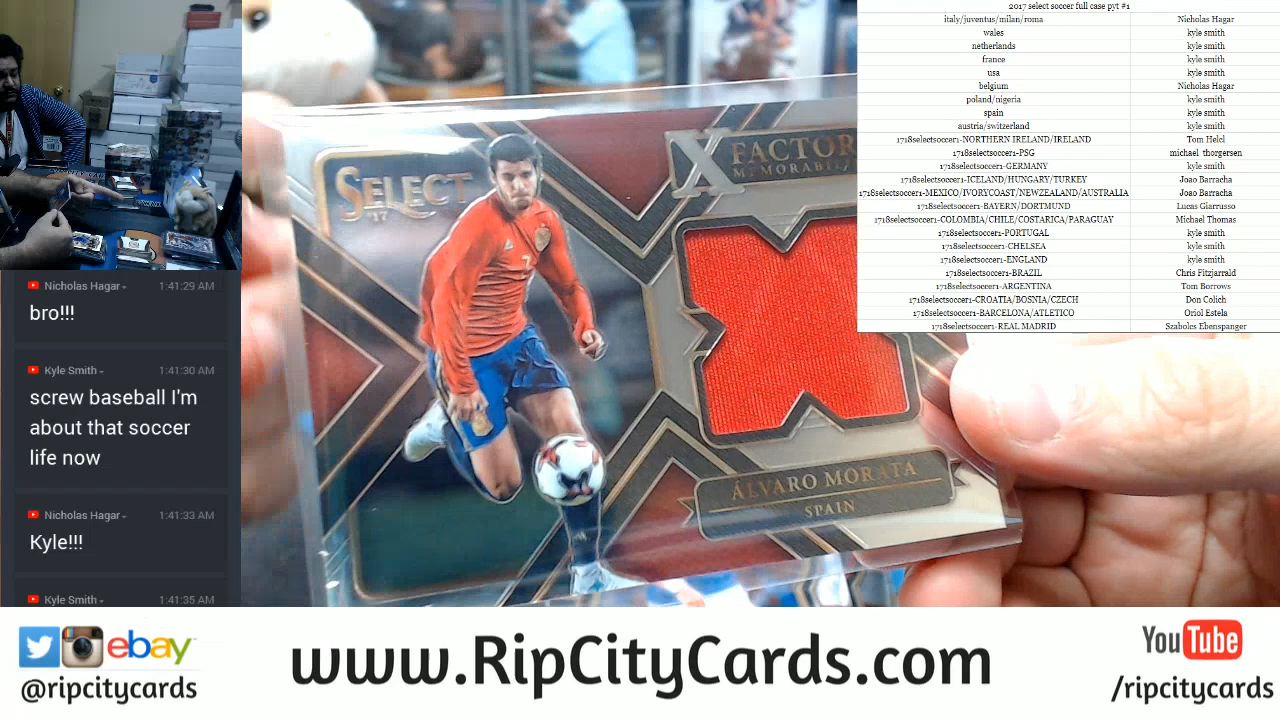 2017 select soccer full case pyt #1
italy/juventus/milan/roma Nicholas Hagar
wales kyle smith
netherlands kyle smith
france kyle smith
usa kyle smith
belgium Nicholas Hagar
poland/nigeria kyle smith
spain kyle smith
austria/switzerland kyle smith
1718selectsoccer1-NORTHERN IRELAND/IRELAND Tom Helel
1718selectsoccer1-PSG michael thorgersen
1718selectsoccer1-GERMANY kyle smith
1718selectsoccer1-ICELAND/HUNGARY/TURKEY Joao Barracha
1718selectsoccer1-MEXICO/IVORYCOAST/NEWZEALAND/AUSTRALIA Joao Barracha
1718selectsoccer1-BAYERN/DORTMUND Lucas Giarrusso
1718selectsoccer1-COLOMBIA/CHILE/COSTARICA/PARAGUAY Michael Thomas
1718selectsoccer1-PORTUGAL kyle smith
1718selectsoccer1-CHELSEA kyle smith
1718selectsoccer1-ENGLAND kyle smith
1718selectsoccer1-BRAZIL Chris Fitzjarrald
1718selectsoccer1-ARGENTINA Tom Borrows
1718selectsoccer1-CROATIA/BOSNIA/CZECH Don Colich
1718selectsoccer1-BARCELONA/ATLETICO Oriol Estela
1718selectsoccer1-REAL MADRID Szabolcs Ebenspanger
X FACTOR
SELECT
'17
7
ÁLVARO MORATA
SPAIN
Nicholas Hagar 1:41:29 AM
bro!!!
Kyle Smith 1:41:30 AM
screw baseball I'm
about that soccer
life now
Nicholas Hagar 1:41:33 AM
Kyle!!!
Kyle Smith 1:41:35 AM
ebay
@ripcitycards
www.RipCityCards.com
YouTube
/ripcitycards